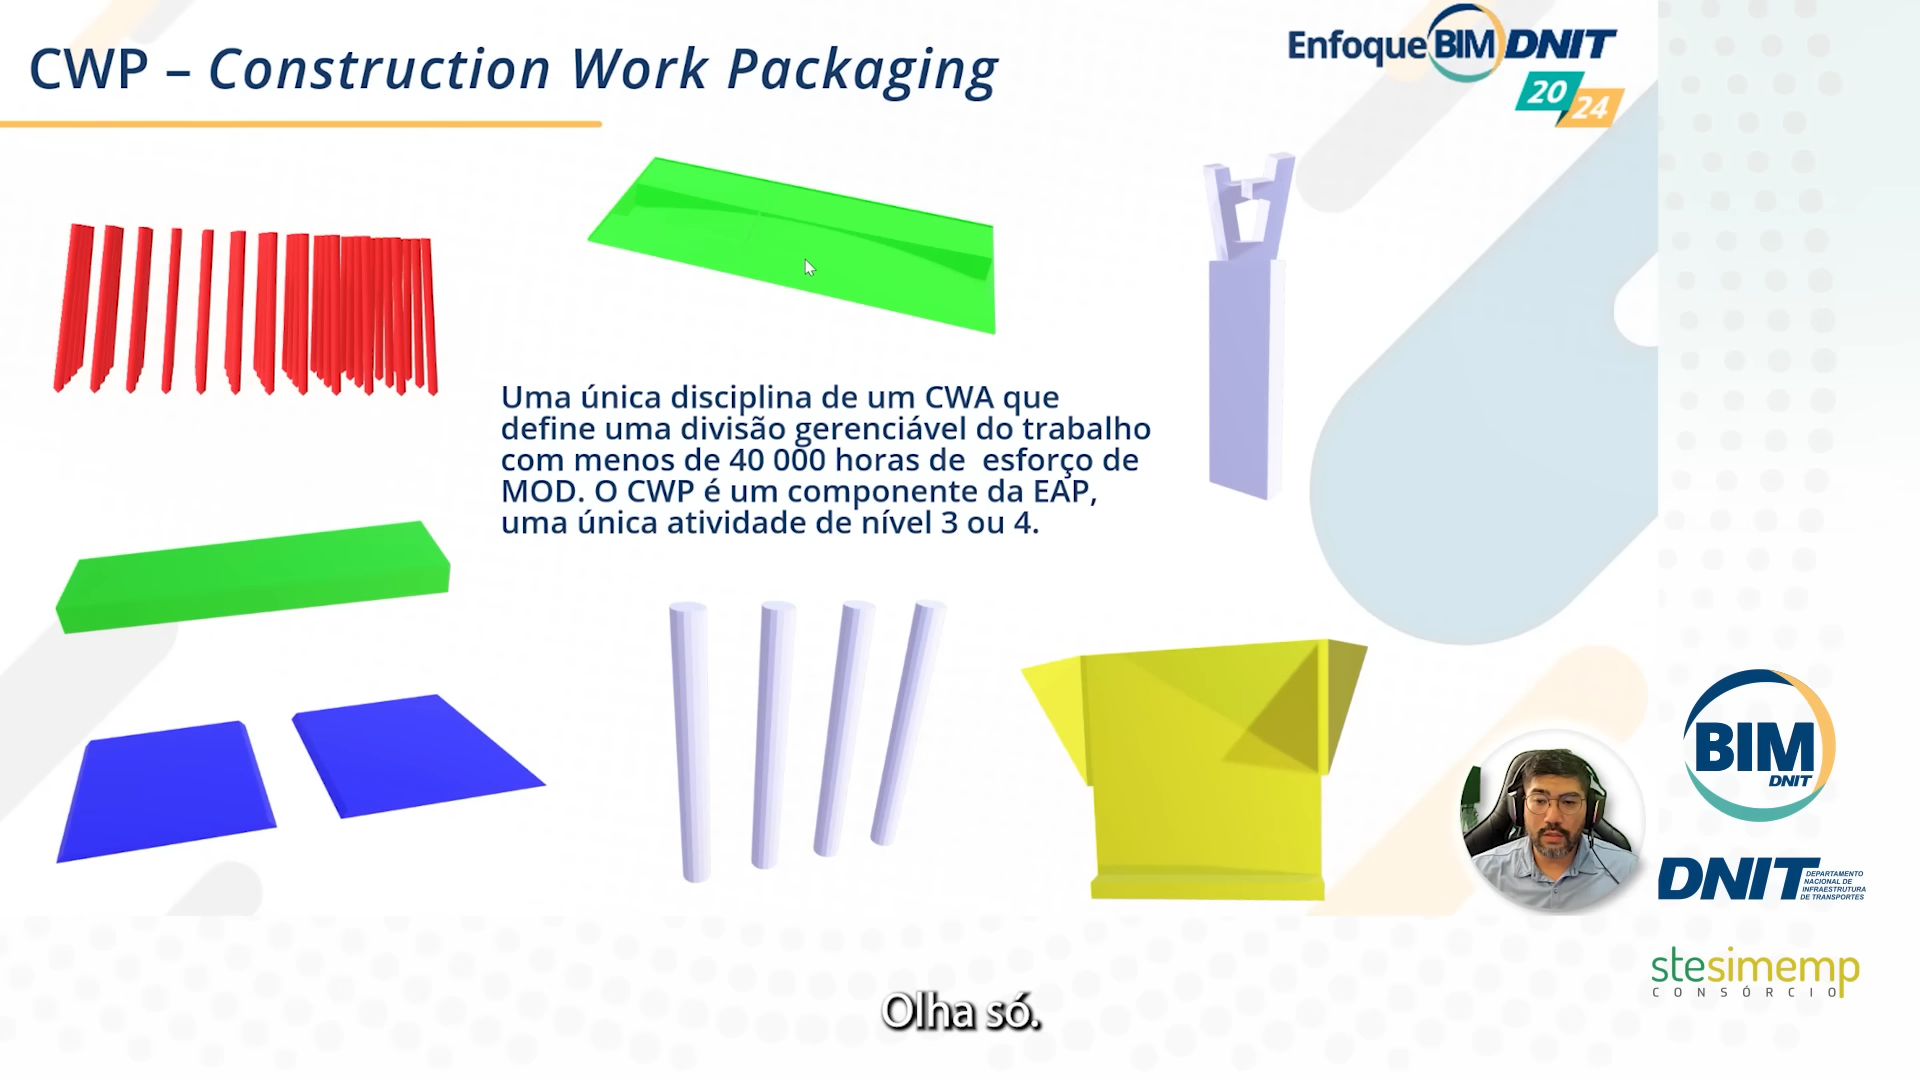 CWP – Construction Work Packaging
Enfoque BIM DNIT
20 24
Uma única disciplina de um CWA que
define uma divisão gerenciável do trabalho
com menos de 40 000 horas de esforço de
MOD. O CWP é um componente da EAP,
uma única atividade de nível 3 ou 4.
BIM
DNIT
DNIT
DEPARTAMENTO
NACIONAL DE
INFRAESTRUTURA
DE TRANSPORTES
stesimemp
CONSÓRCIO
Olha só.